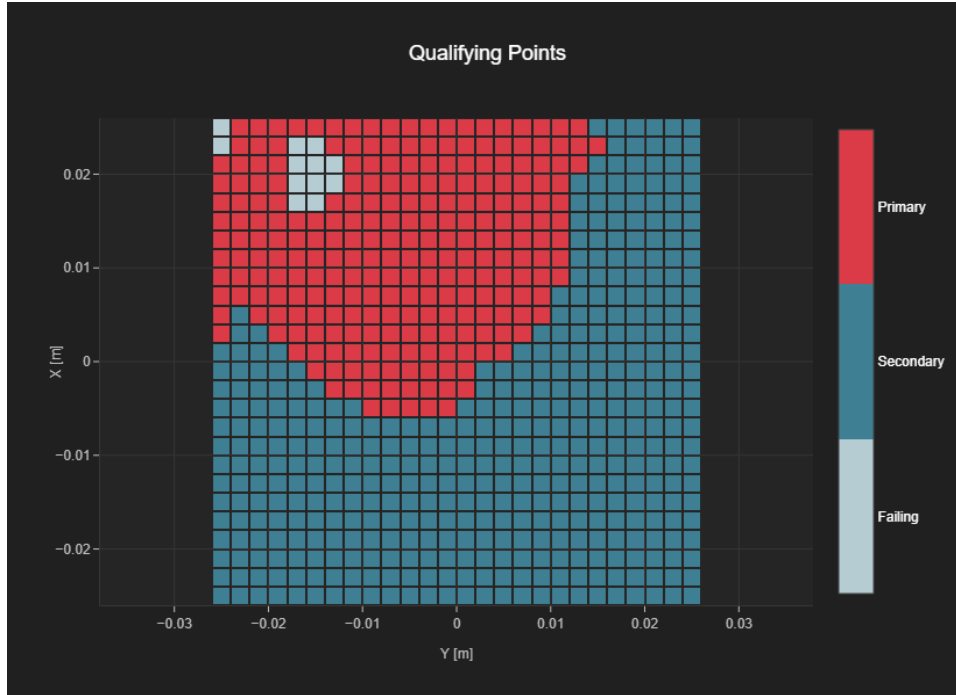 Qualifying Points
0.02
0.01
0
−0.01
−0.02
X [m]
−0.03
−0.02
−0.01
0
0.01
0.02
0.03
Y [m]
Primary
Secondary
Failing